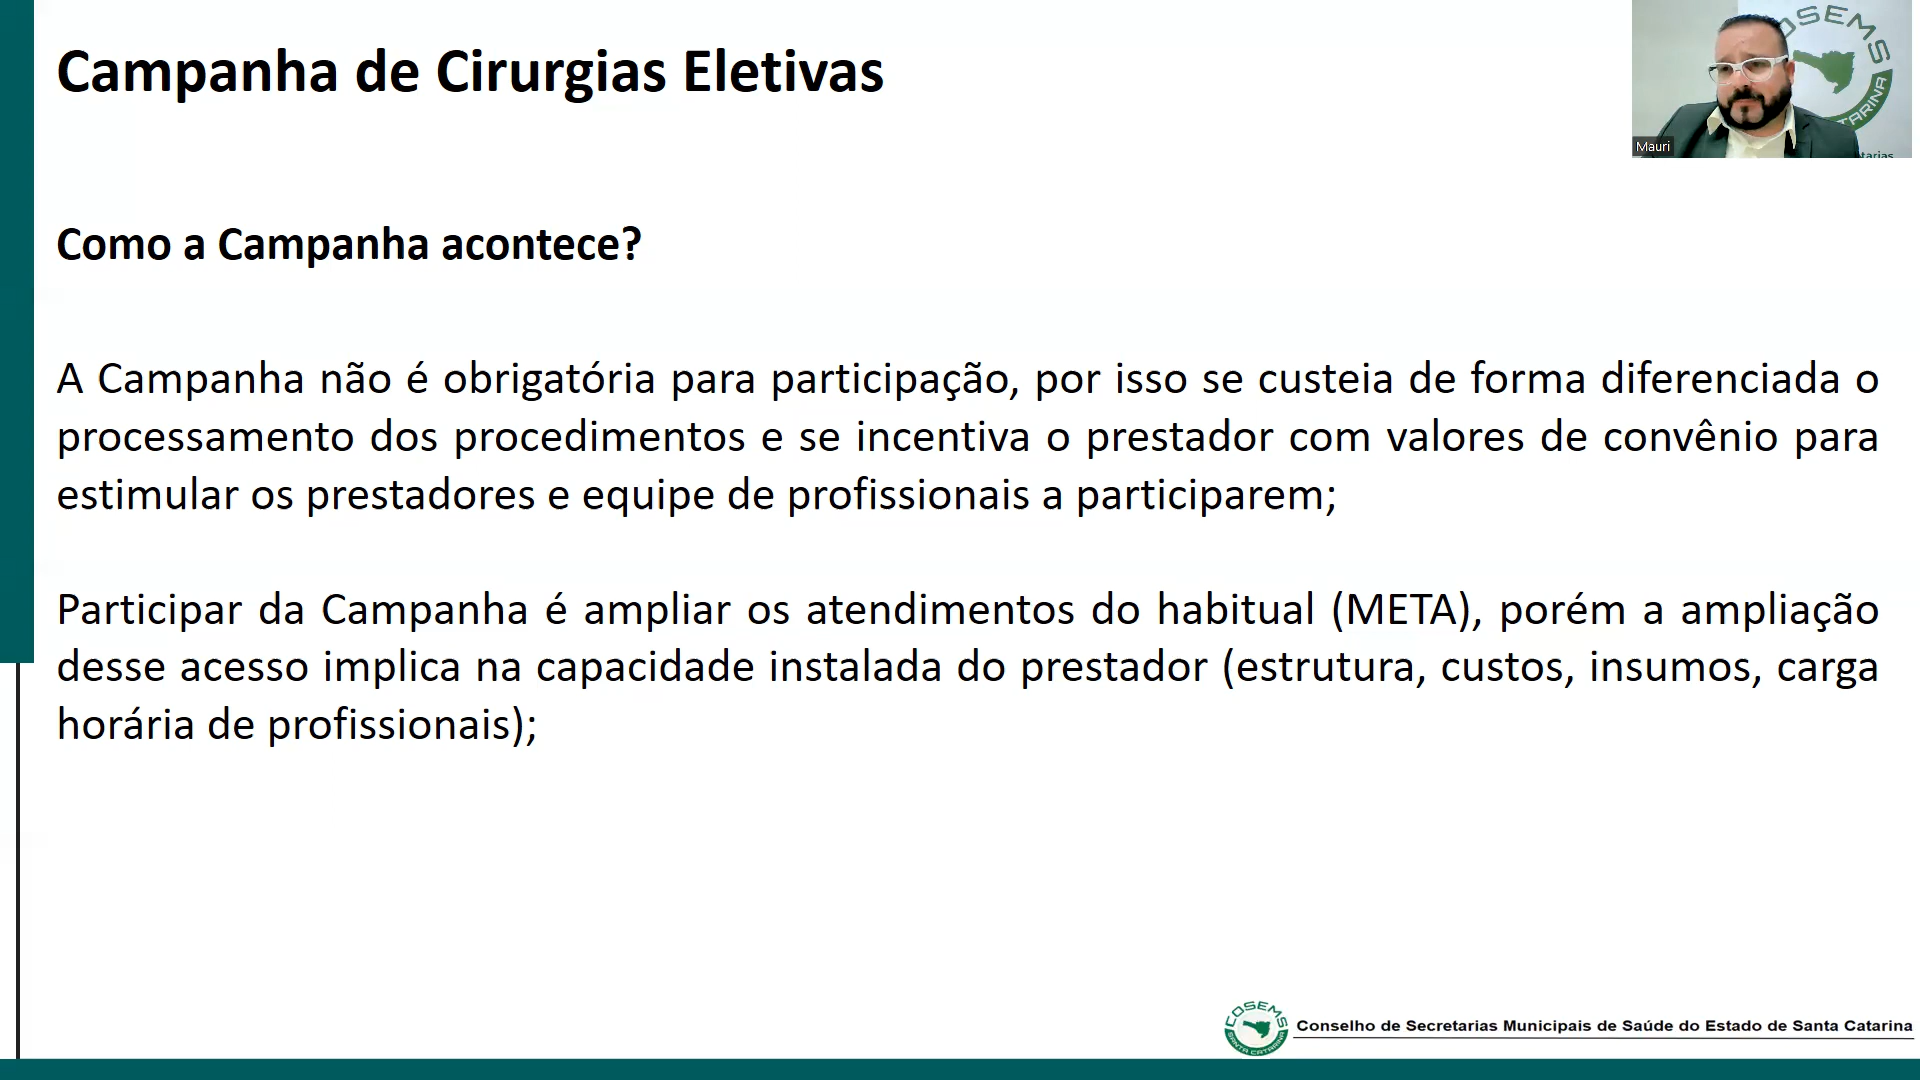 Campanha de Cirurgias Eletivas
OSEMS
TARINA
Mauri
tarias
Como a Campanha acontece?
A Campanha não é obrigatória para participação, por isso se custeia de forma diferenciada o
processamento dos procedimentos e se incentiva o prestador com valores de convênio para
estimular os prestadores e equipe de profissionais a participarem;
Participar da Campanha é ampliar os atendimentos do habitual (META), porém a ampliação
desse acesso implica na capacidade instalada do prestador (estrutura, custos, insumos, carga
horária de profissionais);
COSEMS
SANTA CATARINA
Conselho de Secretarias Municipais de Saúde do Estado de Santa Catarina